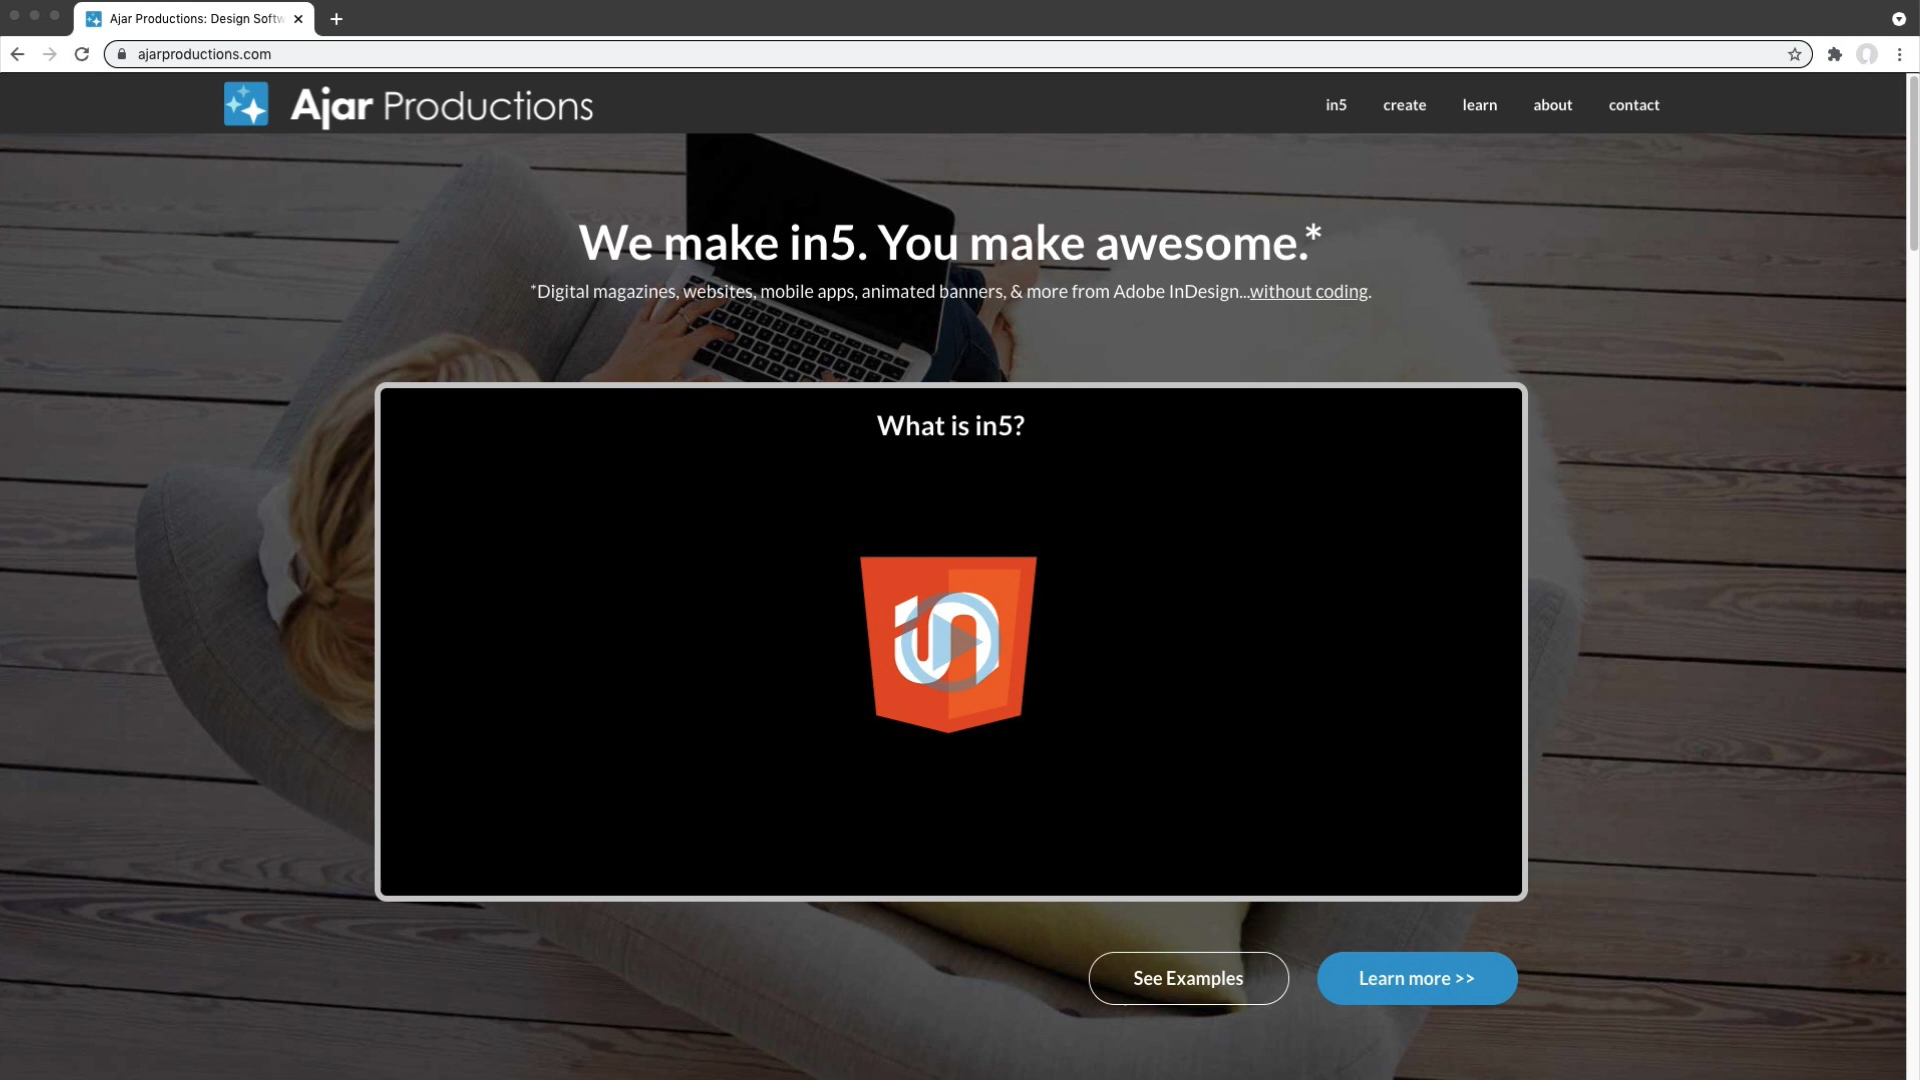 Ajar Productions: Design Softw
ajarproductions.com
Ajar Productions
in5 create learn about contact
We make in5. You make awesome.*
*Digital magazines, websites, mobile apps, animated banners, & more from Adobe InDesign...without coding.
What is in5?
in
See Examples
Learn more >>